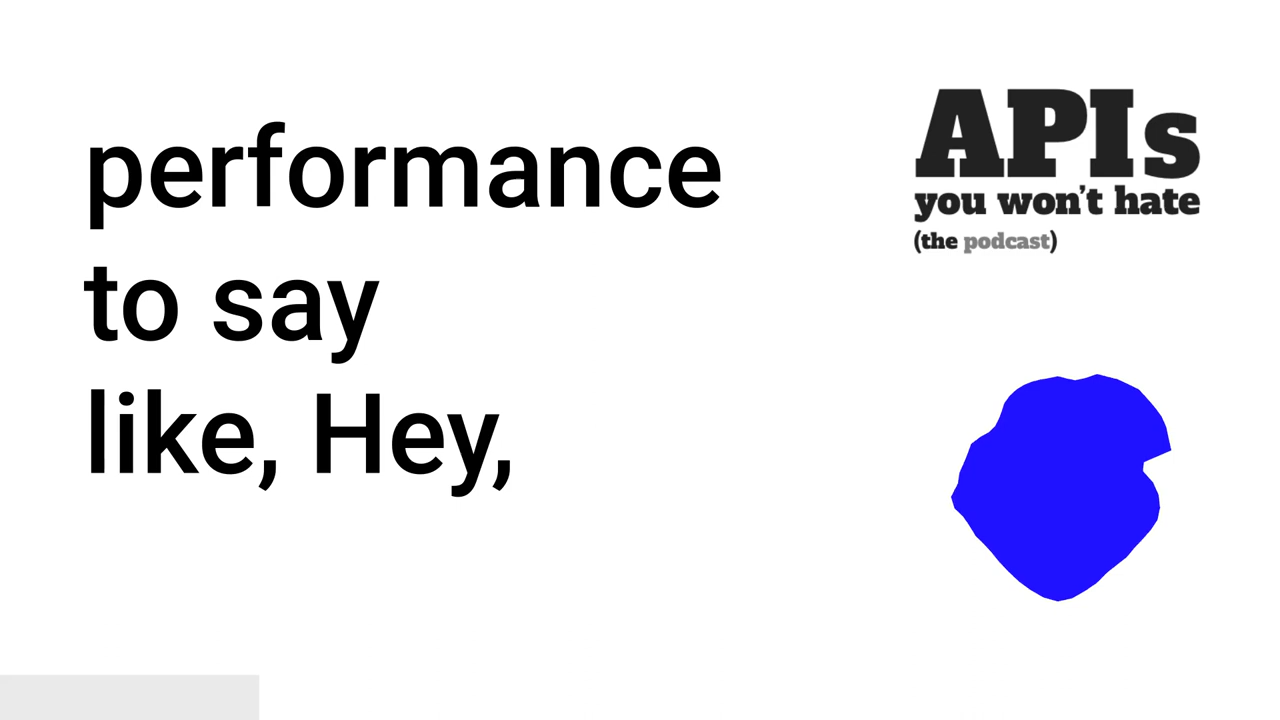 performance
to say
like, Hey,
APIs
you won't hate
(the podcast)